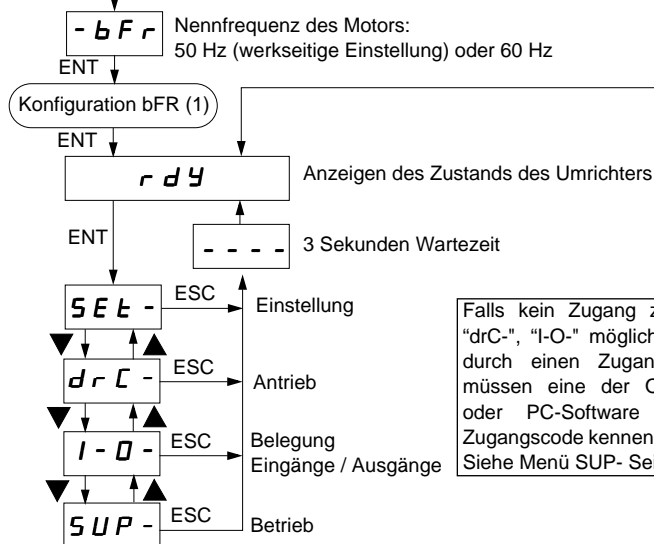 - b F r
Nennfrequenz des Motors:
50 Hz (werkseitige Einstellung) oder 60 Hz
ENT
Konfiguration bFR (1)
ENT
r d Y
Anzeigen des Zustands des Umrichters
ENT
- - - -
3 Sekunden Wartezeit
S E t -
ESC
Einstellung
d r C -
ESC
Antrieb
I - O -
ESC
Belegung
Eingänge / Ausgänge
S U P -
ESC
Betrieb
Falls kein Zugang
“drC-", “I-O-" möglich
durch einen
müssen eine der
oder PC-Software
Zugangscode kennen
Siehe Menü SUP-